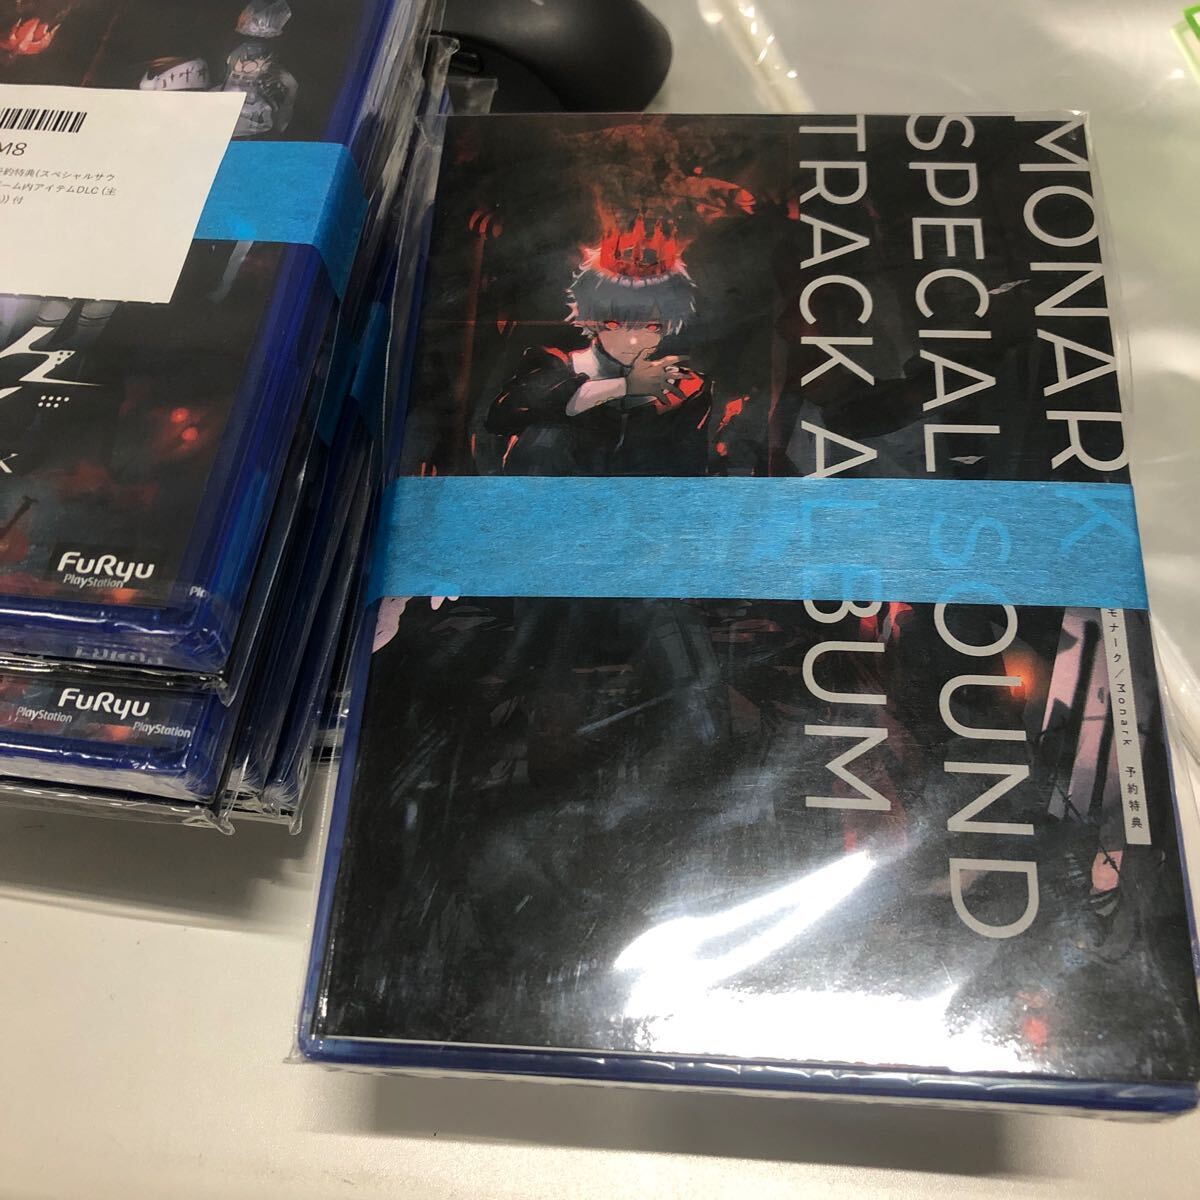 M8
予約特典(スペシャルサウ
ーム内アイテムDLC (主
)) 付
K
FuRyu
PlayStation
FuRyu
PlayStation
PlayStation
MONARK
SPECIAL SOUND
TRACK ALBUM
モナーク/Monark 予約特典